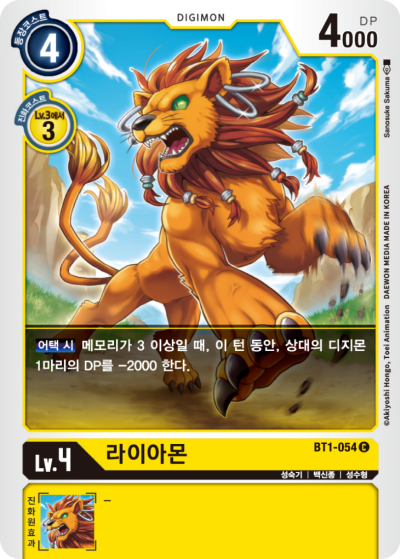 DIGIMON
등장코스트
4
DP
4000
진화코스트
Lv.3에서
3
Sanosuke Sakuma
©Akiyoshi Hongo, Toei Animation DAEWON MEDIA MADE IN KOREA
어택 시 메모리가 3 이상일 때, 이 턴 동안, 상대의 디지몬
1마리의 DP를 -2000 한다.
BT1-054 C
Lv.4
라이아몬
성숙기 | 백신종 | 성수형
진화원효과
–